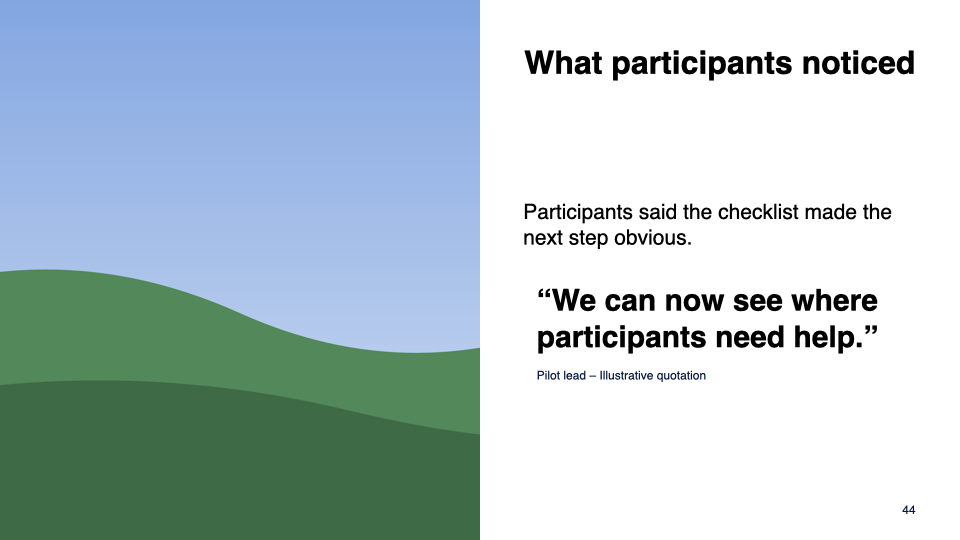 What participants noticed
Participants said the checklist made the
next step obvious.
“We can now see where
participants need help.”
Pilot lead – Illustrative quotation
44